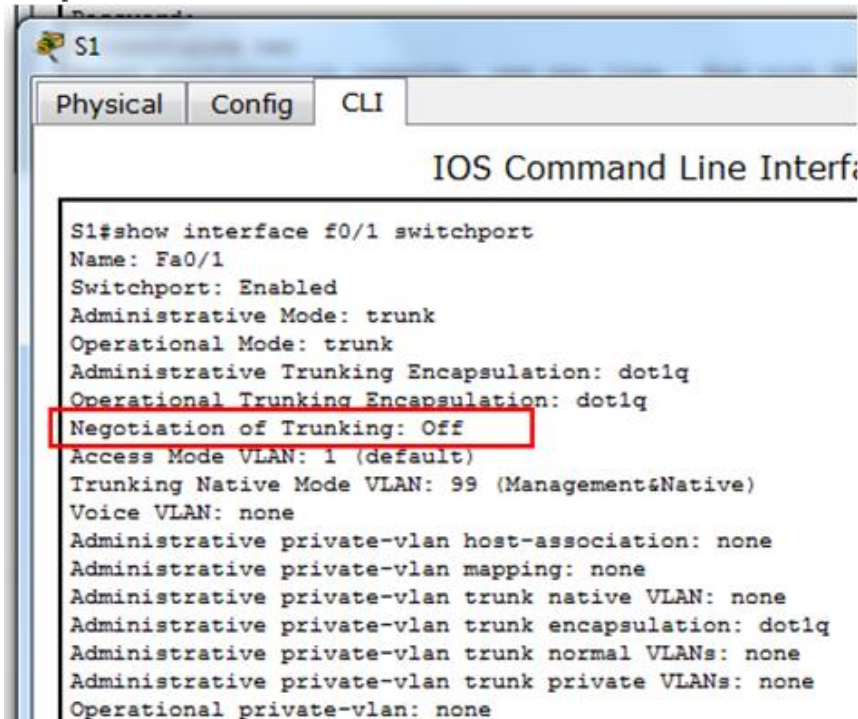 S1
Physical Config CLI
IOS Command Line Interfa
S1#show interface f0/1 switchport
Name: Fa0/1
Switchport: Enabled
Administrative Mode: trunk
Operational Mode: trunk
Administrative Trunking Encapsulation: dot1q
Operational Trunking Encapsulation: dot1q
Negotiation of Trunking: Off
Access Mode VLAN: 1 (default)
Trunking Native Mode VLAN: 99 (Management&Native)
Voice VLAN: none
Administrative private-vlan host-association: none
Administrative private-vlan mapping: none
Administrative private-vlan trunk native VLAN: none
Administrative private-vlan trunk encapsulation: dot1q
Administrative private-vlan trunk normal VLANs: none
Administrative private-vlan trunk private VLANs: none
Operational private-vlan: none